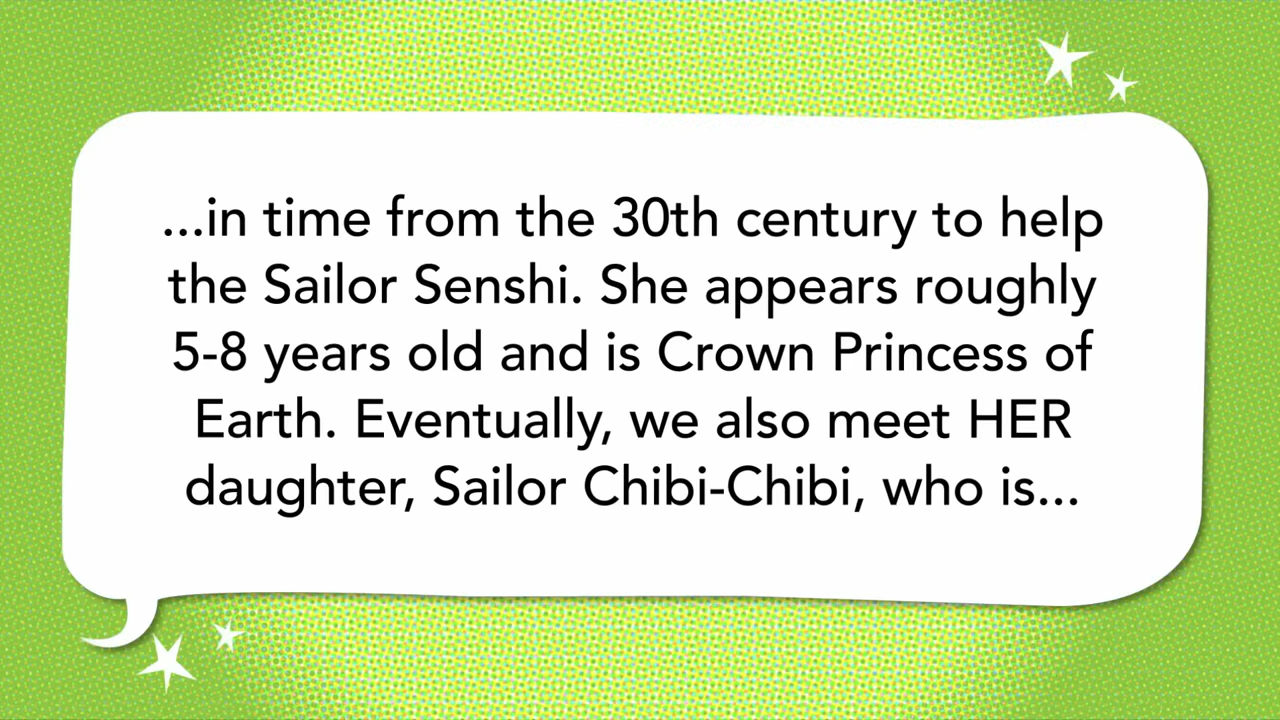 ...in time from the 30th century to help
the Sailor Senshi. She appears roughly
5-8 years old and is Crown Princess of
Earth. Eventually, we also meet HER
daughter, Sailor Chibi-Chibi, who is...